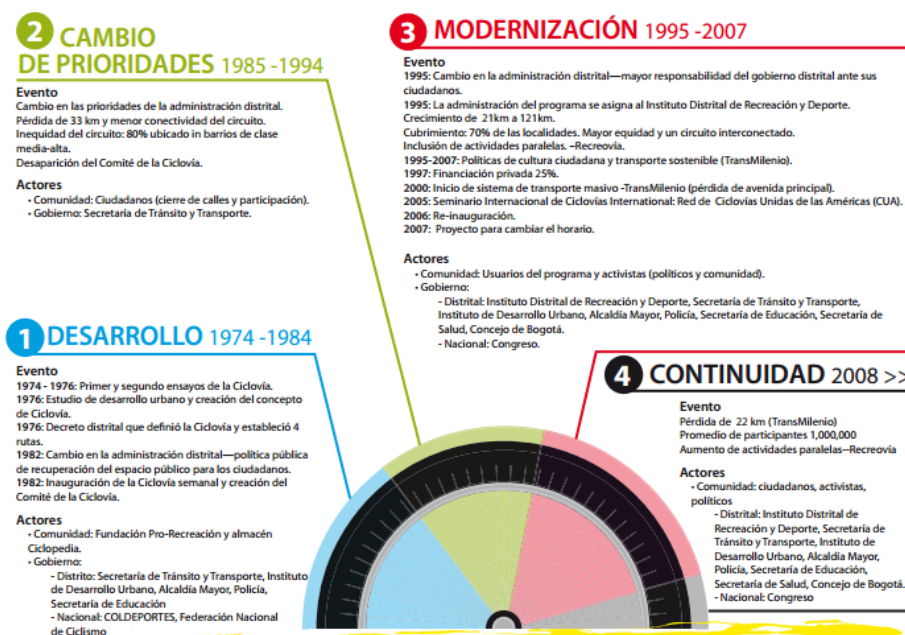 2 CAMBIO
DE PRIORIDADES 1985 -1994
Evento
Cambio en las prioridades de la administración distrital.
Pérdida de 33 km y menor conectividad del circuito.
Inequidad del circuito: 80% ubicado en barrios de clase
media-alta.
Desaparición del Comité de la Ciclovía.
Actores
• Comunidad: Ciudadanos (cierre de calles y participación).
• Gobierno: Secretaría de Tránsito y Transporte.
3 MODERNIZACIÓN 1995 -2007
Evento
1995: Cambio en la administración distrital—mayor responsabilidad del gobierno distrital ante sus
ciudadanos.
1995: La administración del programa se asigna al Instituto Distrital de Recreación y Deporte.
Crecimiento de 21km a 121km.
Cubrimiento: 70% de las localidades. Mayor equidad y un circuito interconectado.
Inclusión de actividades paralelas. –Recreovía.
1995-2007: Políticas de cultura ciudadana y transporte sostenible (TransMilenio).
1997: Financiación privada 25%.
2000: Inicio de sistema de transporte masivo -TransMilenio (pérdida de avenida principal).
2005: Seminario Internacional de Ciclovías International: Red de Ciclovías Unidas de las Américas (CUA).
2006: Re-inauguración.
2007: Proyecto para cambiar el horario.
Actores
• Comunidad: Usuarios del programa y activistas (políticos y comunidad).
• Gobierno:
- Distrital: Instituto Distrital de Recreación y Deporte, Secretaría de Tránsito y Transporte,
Instituto de Desarrollo Urbano, Alcaldía Mayor, Policía, Secretaría de Educación, Secretaría de
Salud, Concejo de Bogotá.
- Nacional: Congreso.
1 DESARROLLO 1974 -1984
Evento
1974 - 1976: Primer y segundo ensayos de la Ciclovía.
1976: Estudio de desarrollo urbano y creación del concepto
de Ciclovía.
1976: Decreto distrital que definió la Ciclovía y estableció 4
rutas.
1982: Cambio en la administración distrital—política pública
de recuperación del espacio público para los ciudadanos.
1982: Inauguración de la Ciclovía semanal y creación del
Comité de la Ciclovía.
Actores
• Comunidad: Fundación Pro-Recreación y almacén
Ciclopedia.
• Gobierno:
- Distrito: Secretaría de Tránsito y Transporte, Instituto
de Desarrollo Urbano, Alcaldía Mayor, Policía,
Secretaría de Educación
- Nacional: COLDEPORTES, Federación Nacional
de Ciclismo
4 CONTINUIDAD 2008 >>
Evento
Pérdida de 22 km (TransMilenio)
Promedio de participantes 1,000,000
Aumento de actividades paralelas–Recreovía
Actores
• Comunidad: ciudadanos, activistas,
políticos
- Distrital: Instituto Distrital de
Recreación y Deporte, Secretaría de
Tránsito y Transporte, Instituto de
Desarrollo Urbano, Alcaldía Mayor,
Policía, Secretaría de Educación,
Secretaría de Salud, Concejo de Bogotá.
- Nacional: Congreso